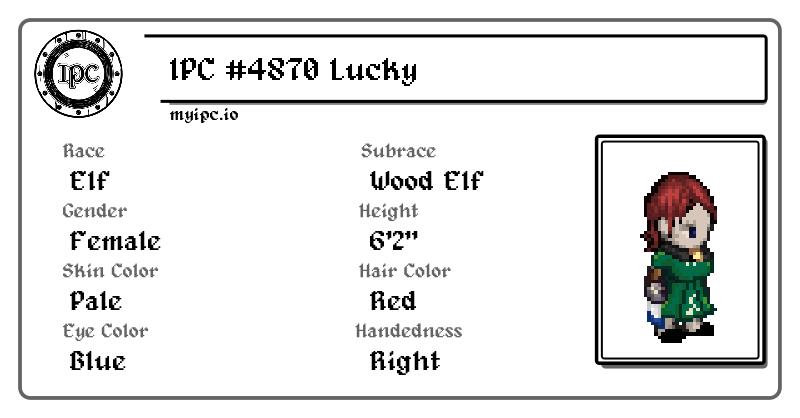 IPC
IPC #4870 Lucky
myipc.io
Race
Elf
Subrace
Wood Elf
Gender
Female
Height
6'2"
Skin Color
Pale
Hair Color
Red
Eye Color
Blue
Handedness
Right